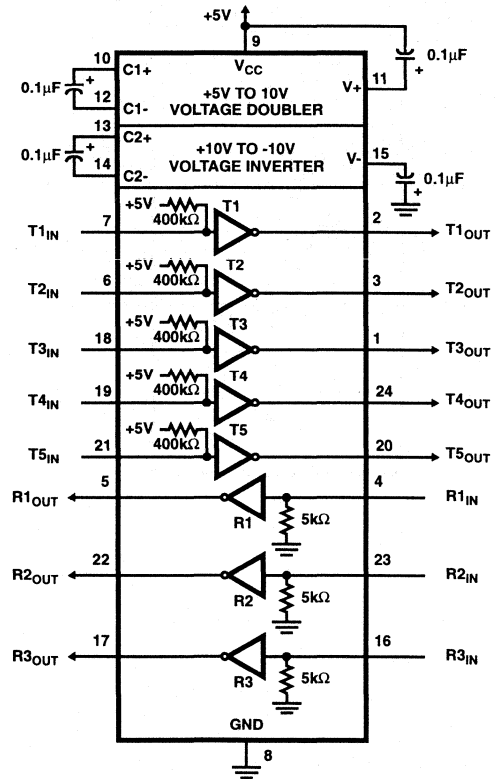 +5V
9
VCC
10
C1+
0.1µF
+
12
C1-
+5V TO 10V
VOLTAGE DOUBLER
V+
11
0.1µF
+
13
C2+
0.1µF
+
14
C2-
+10V TO -10V
VOLTAGE INVERTER
V-
15
0.1µF
+
T1IN
7
+5V
400kΩ
T1
2
T1OUT
T2IN
6
+5V
400kΩ
T2
3
T2OUT
T3IN
18
+5V
400kΩ
T3
1
T3OUT
T4IN
19
+5V
400kΩ
T4
24
T4OUT
T5IN
21
+5V
400kΩ
T5
20
T5OUT
R1OUT
5
R1
5kΩ
4
R1IN
R2OUT
22
R2
5kΩ
23
R2IN
R3OUT
17
R3
5kΩ
16
R3IN
GND
8